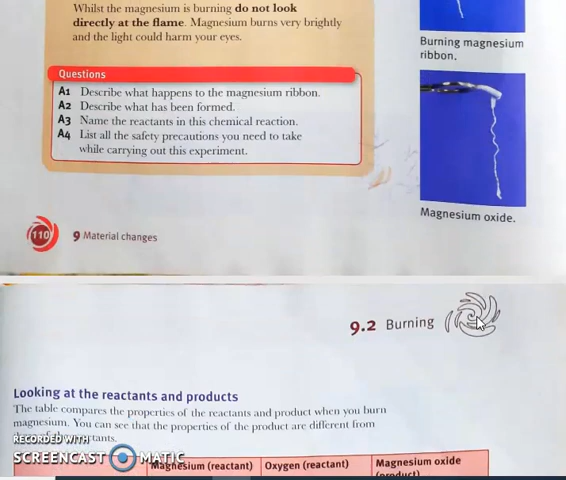 Whilst the magnesium is burning do not look
directly at the flame. Magnesium burns very brightly
and the light could harm your eyes.
Burning magnesium
ribbon.
Questions
A1 Describe what happens to the magnesium ribbon.
A2 Describe what has been formed.
A3 Name the reactants in this chemical reaction.
A4 List all the safety precautions you need to take
while carrying out this experiment.
Magnesium oxide.
110 9 Material changes
9.2 Burning
Looking at the reactants and products
The table compares the properties of the reactants and product when you burn
magnesium. You can see that the properties of the product are different from
RECORDED WITH
SCREENCAST MATIC
Magnesium (reactant) Oxygen (reactant) Magnesium oxide
(product)